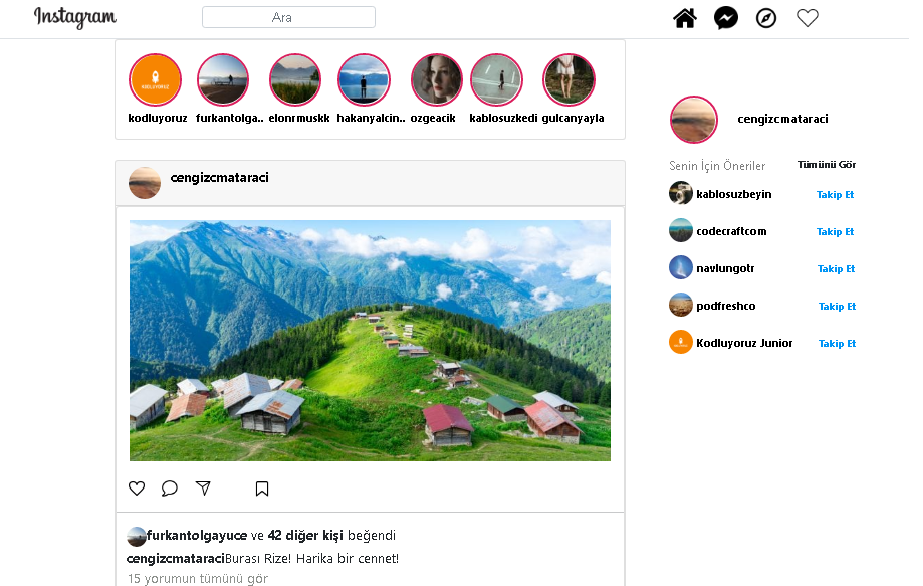 Instagram
Ara
kodluyoruz furkantolga.. elonrmuskk hakanyalcin.. ozgeacik kablosuzkedi gulcanyayla
cengizcmataraci
cengizcmataraci
Senin İçin Öneriler Tümünü Gör
kablosuzbeyin Takip Et
codecraftcom Takip Et
navlungotr Takip Et
podfreshco Takip Et
Kodluyoruz Junior Takip Et
furkantolgayuce ve 42 diğer kişi beğendi
cengizcmataraciBurası Rize! Harika bir cennet!
15 yorumun tümünü gör